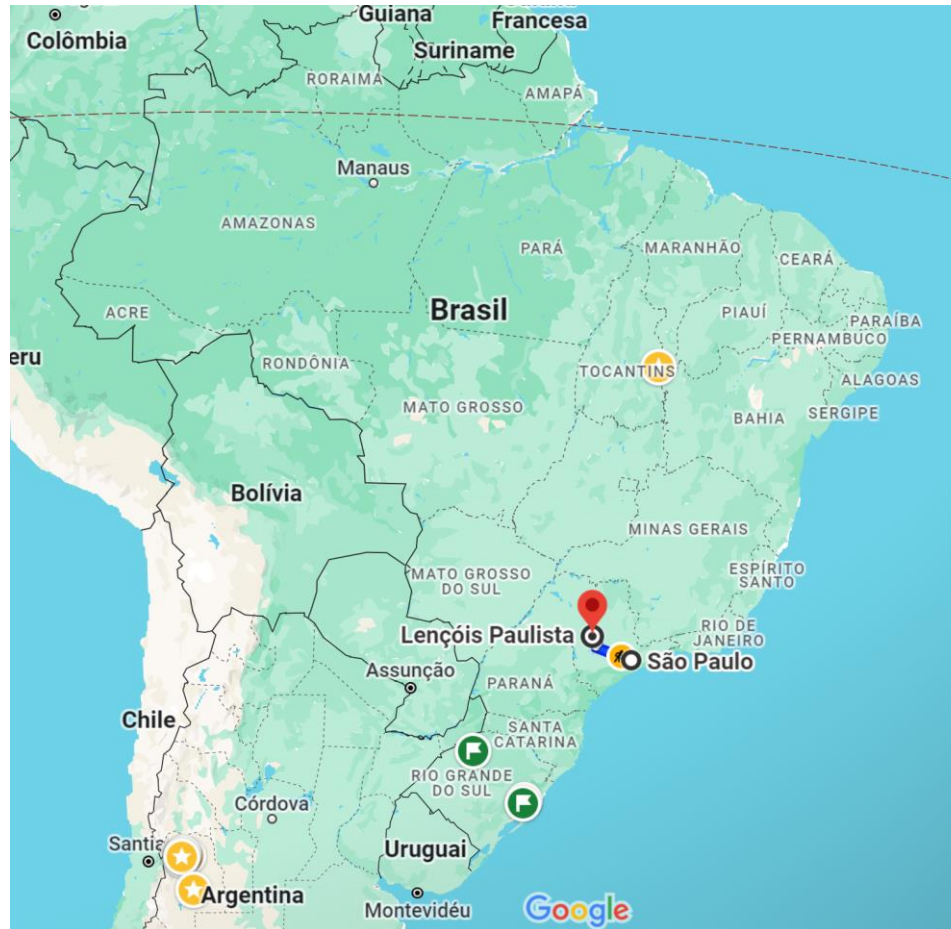 Guiana
Francesa
Colômbia
Suriname
RORAIMA
AMAPÁ
Manaus
AMAZONAS
PARÁ
MARANHÃO
CEARÁ
Brasil
ACRE
PIAUÍ
PARAÍBA
PERNAMBUCO
eru
RONDÔNIA
TOCANTINS
ALAGOAS
MATO GROSSO
BAHIA
SERGIPE
Bolívia
MINAS GERAIS
ESPÍRITO
SANTO
MATO GROSSO
DO SUL
RIO DE
JANEIRO
Lençóis Paulista
São Paulo
Assunção
PARANÁ
Chile
SANTA
CATARINA
RIO GRANDE
DO SUL
Córdova
Santia
Uruguai
Argentina
Montevidéu
Google